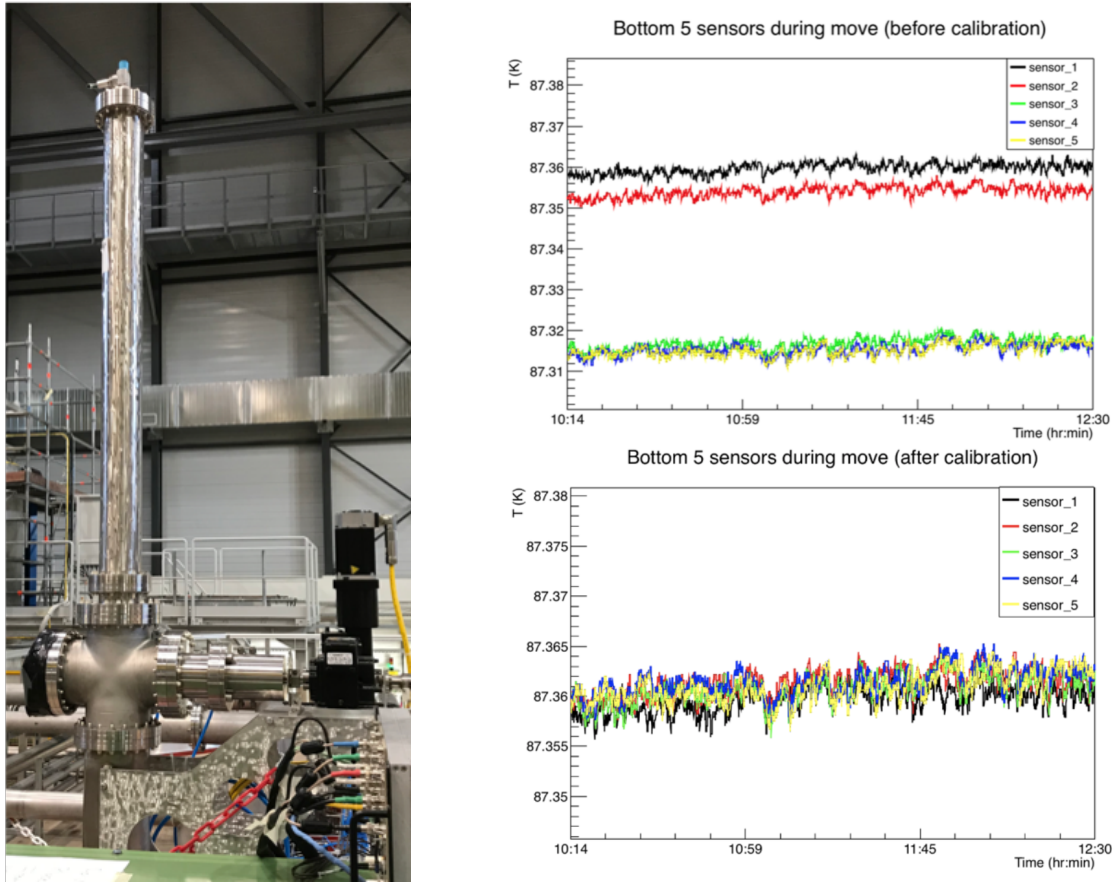 Bottom 5 sensors during move (before calibration)
T (K)
87.38
87.37
87.36
87.35
87.34
87.33
87.32
87.31
sensor_1
sensor_2
sensor_3
sensor_4
sensor_5
10:14
10:59
11:45
12:30
Time (hr:min)
Bottom 5 sensors during move (after calibration)
T (K)
87.38
87.375
87.37
87.365
87.36
87.355
87.35
sensor_1
sensor_2
sensor_3
sensor_4
sensor_5
10:14
10:59
11:45
12:30
Time (hr:min)